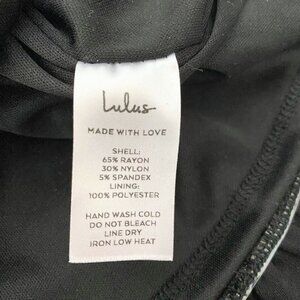 Lulus
MADE WITH LOVE
SHELL:
65% RAYON
30% NYLON
5% SPANDEX
LINING:
100% POLYESTER
HAND WASH COLD
DO NOT BLEACH
LINE DRY
IRON LOW HEAT